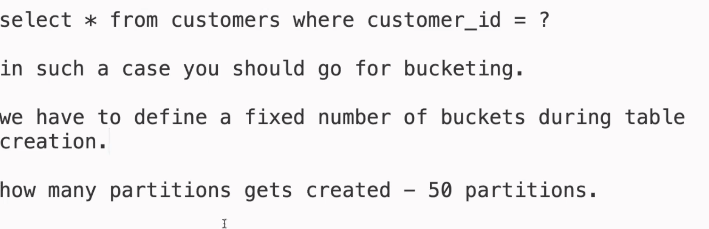 select * from customers where customer_id = ?
in such a case you should go for bucketing.
we have to define a fixed number of buckets during table
creation.
how many partitions gets created – 50 partitions.